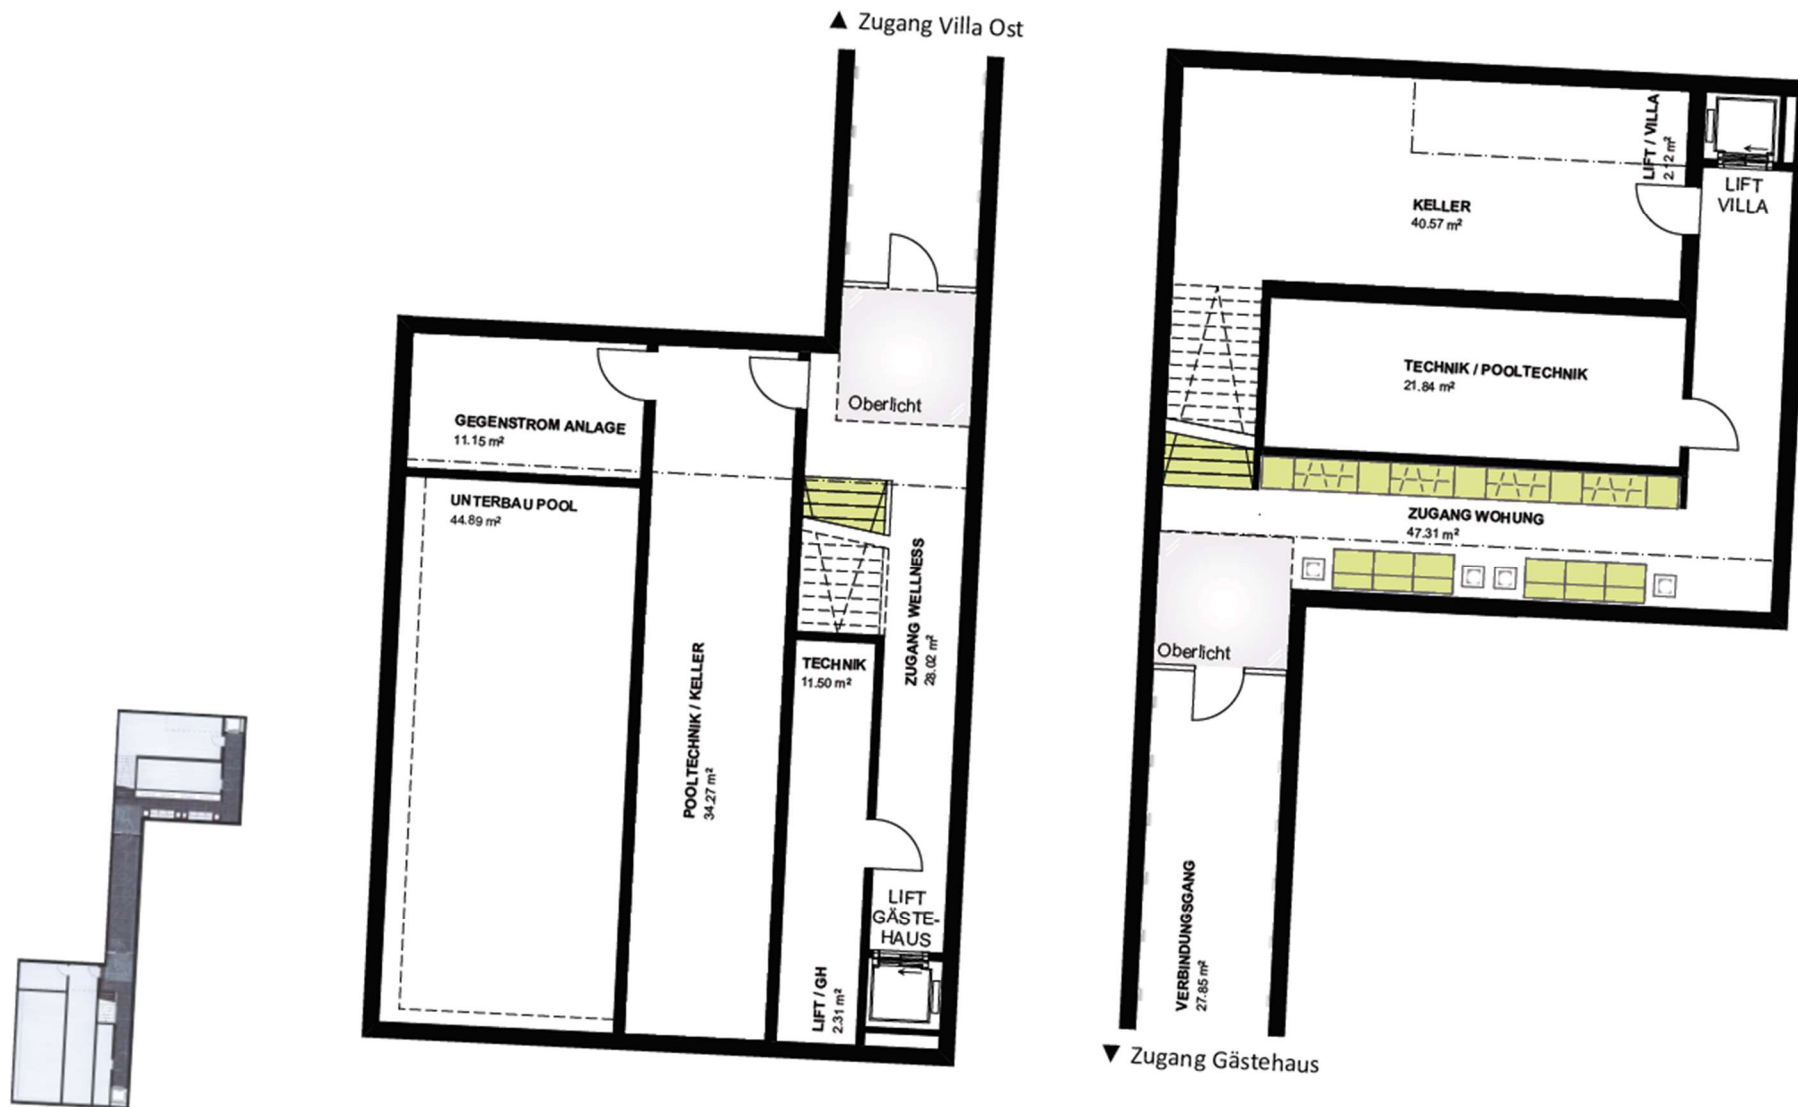 ▲ Zugang Villa Ost
Oberlicht
GEGENSTROM ANLAGE
11.15 m²
UNTERBAU POOL
44.89 m²
POOLTECHNIK / KELLER
34.27 m²
TECHNIK
11.50 m²
ZUGANG WELLNESS
28.02 m²
LIFT
GÄSTE-
HAUS
LIFT / GH
2.31 m²
LIFT / VILLA
2.12 m²
LIFT
VILLA
KELLER
40.57 m²
TECHNIK / POOLTECHNIK
21.84 m²
ZUGANG WOHUNG
47.31 m²
Oberlicht
VERBINDUNGSGANG
27.85 m²
▼ Zugang Gästehaus